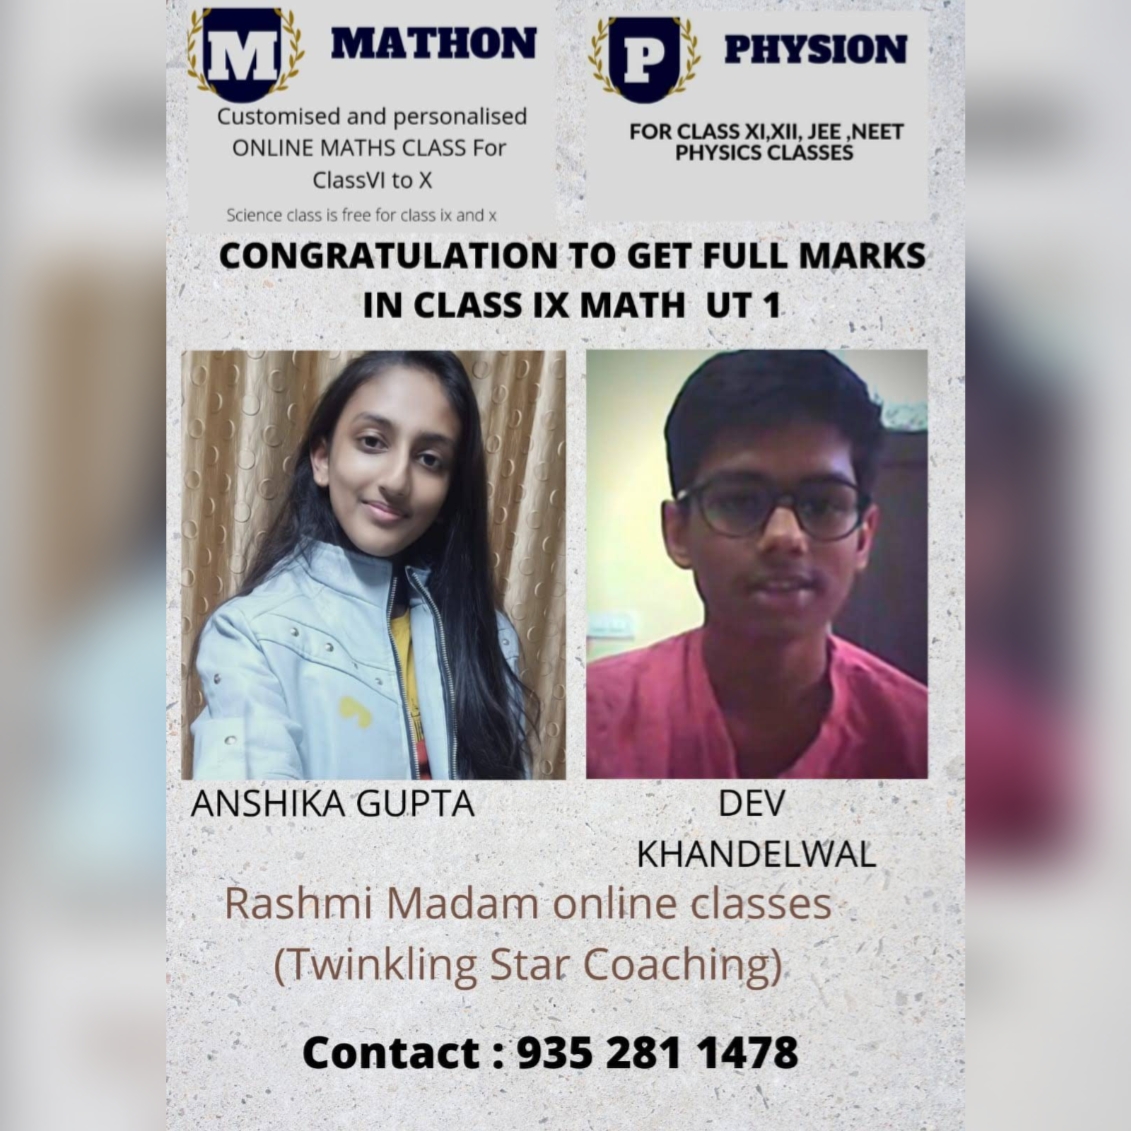 M MATHON
Customised and personalised
ONLINE MATHS CLASS For
ClassVI to X
Science class is free for class ix and x
P PHYSION
FOR CLASS XI,XII, JEE ,NEET
PHYSICS CLASSES
CONGRATULATION TO GET FULL MARKS
IN CLASS IX MATH UT 1
ANSHIKA GUPTA
DEV
KHANDELWAL
Rashmi Madam online classes
(Twinkling Star Coaching)
Contact : 935 281 1478